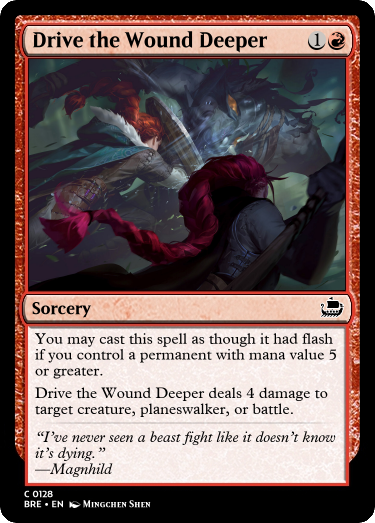 Drive the Wound Deeper 1
Sorcery
You may cast this spell as though it had flash
if you control a permanent with mana value 5
or greater.
Drive the Wound Deeper deals 4 damage to
target creature, planeswalker, or battle.
“I’ve never seen a beast fight like it doesn’t know
it’s dying.”
—Magnhild
C 0128
BRE • EN Mingchen Shen